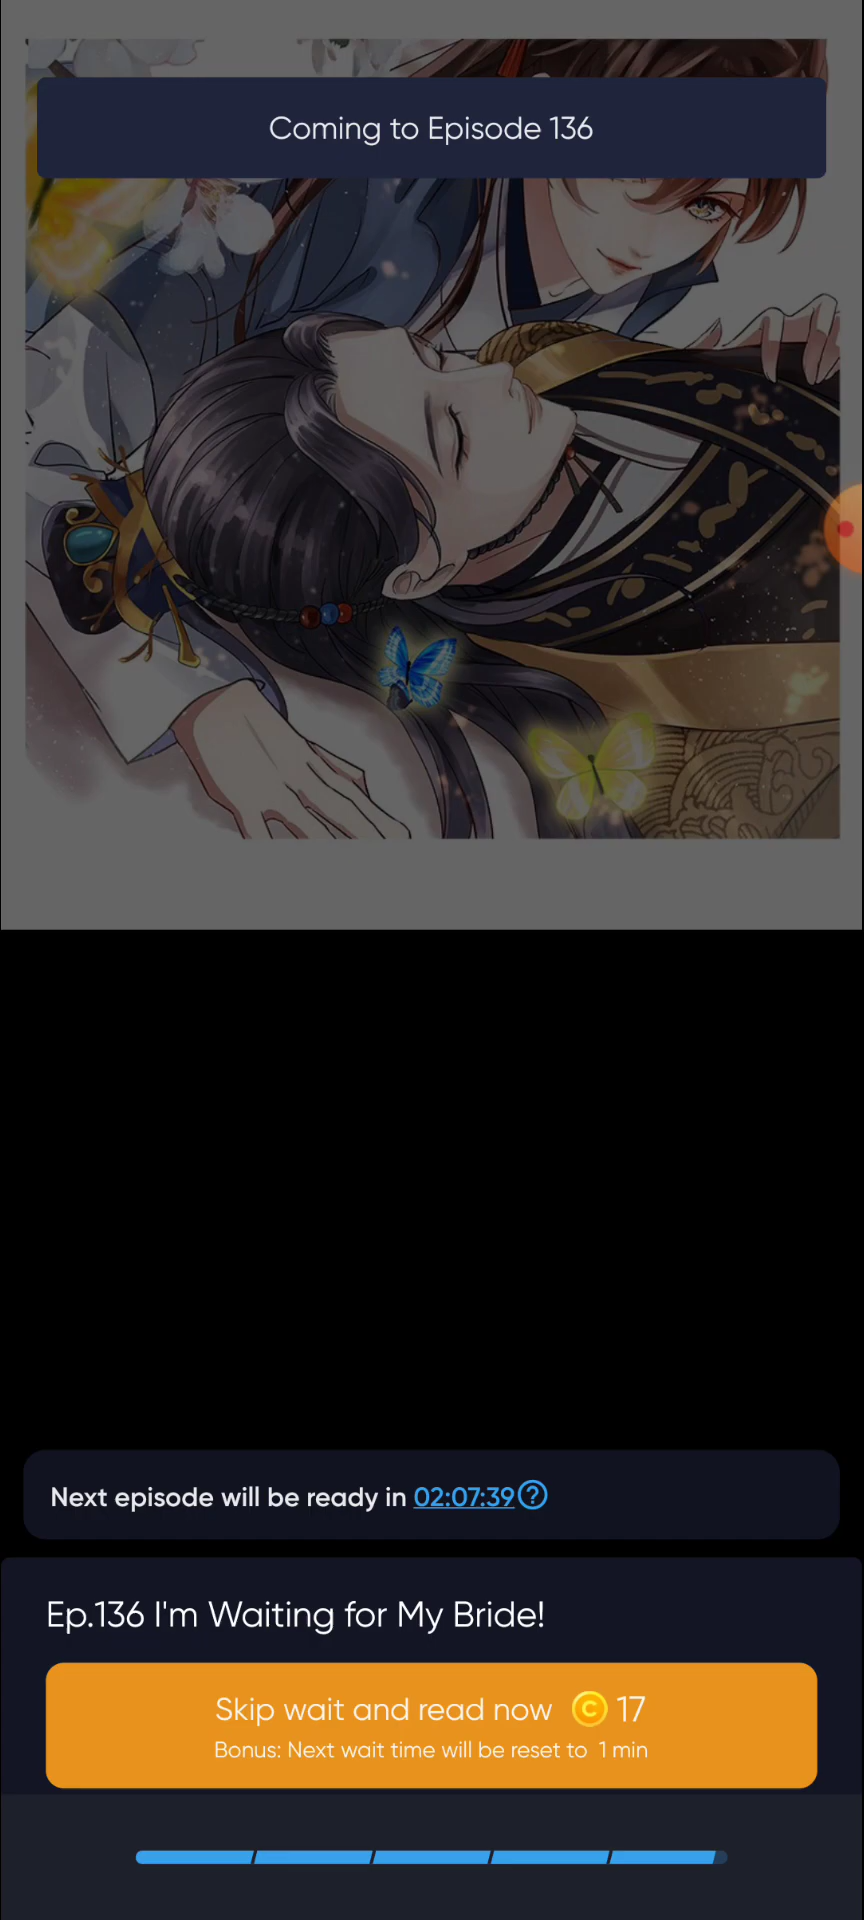 Coming to Episode 136
Next episode will be ready in 02:07:39 ?
Ep.136 I'm Waiting for My Bride!
Skip wait and read now C 17
Bonus: Next wait time will be reset to 1 min